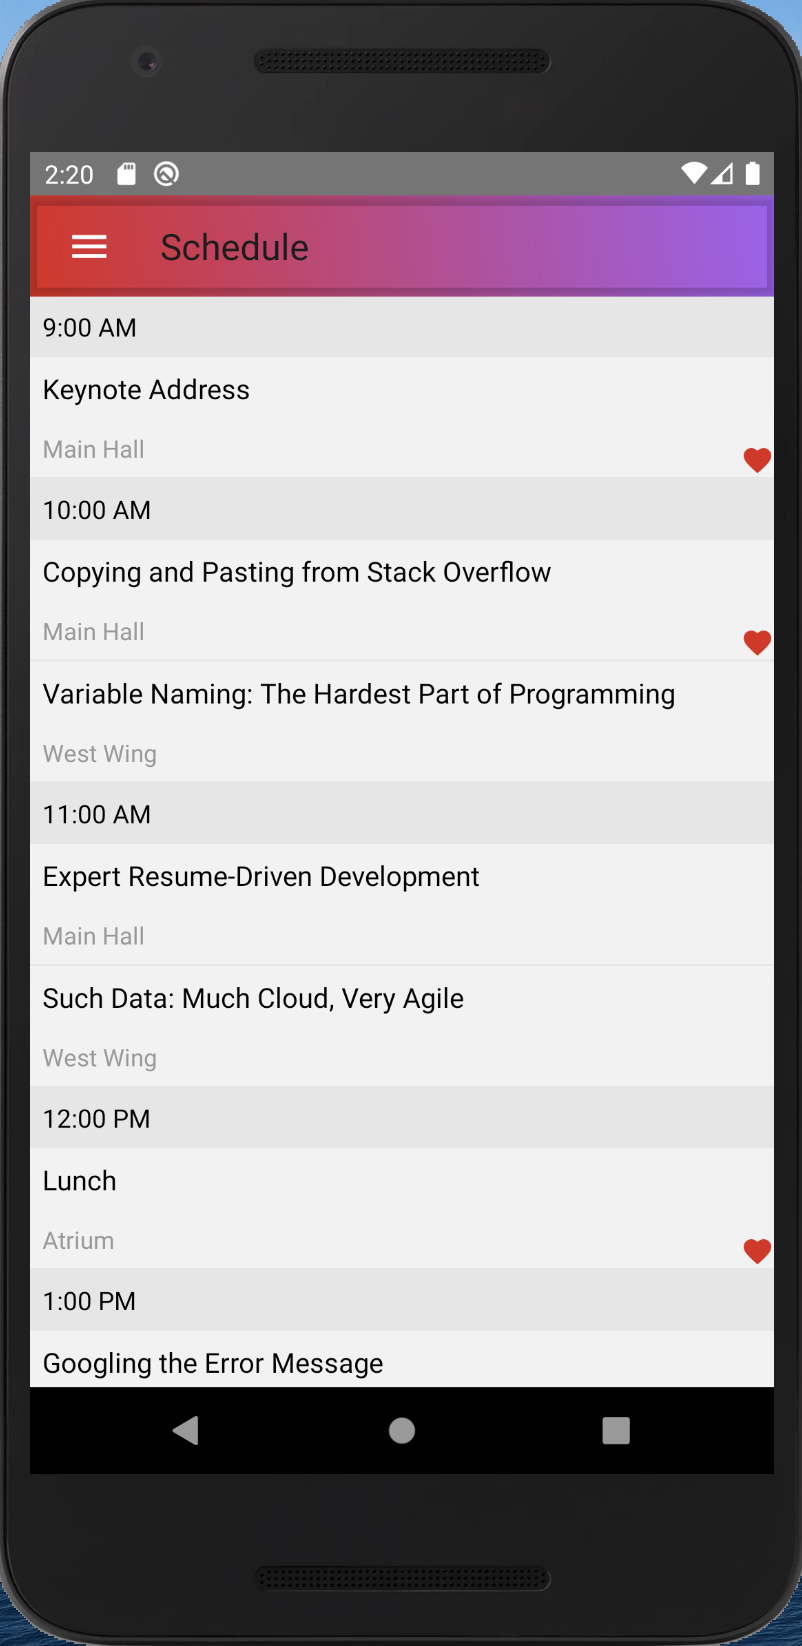 2:20
Schedule
9:00 AM
Keynote Address
Main Hall
10:00 AM
Copying and Pasting from Stack Overflow
Main Hall
Variable Naming: The Hardest Part of Programming
West Wing
11:00 AM
Expert Resume-Driven Development
Main Hall
Such Data: Much Cloud, Very Agile
West Wing
12:00 PM
Lunch
Atrium
1:00 PM
Googling the Error Message